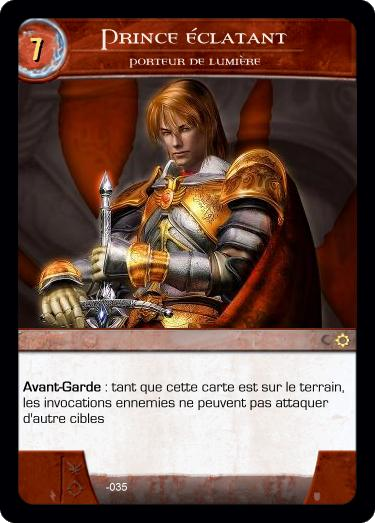 7
Prince éclatant
porteur de lumière
Avant-Garde : tant que cette carte est sur le terrain,
les invocations ennemies ne peuvent pas attaquer
d'autre cibles
-035